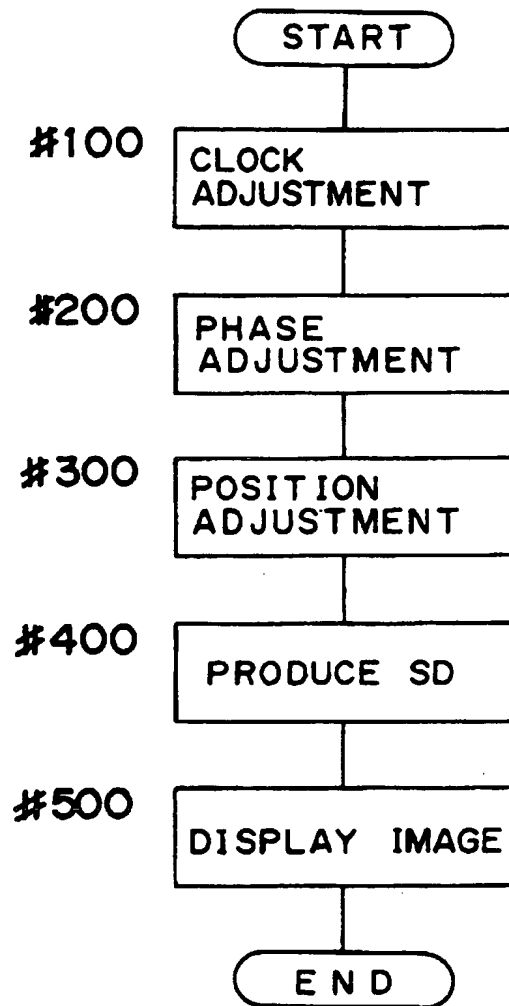 START
#100
CLOCK
ADJUSTMENT
#200
PHASE
ADJUSTMENT
#300
POSITION
ADJUSTMENT
#400
PRODUCE SD
#500
DISPLAY IMAGE
END